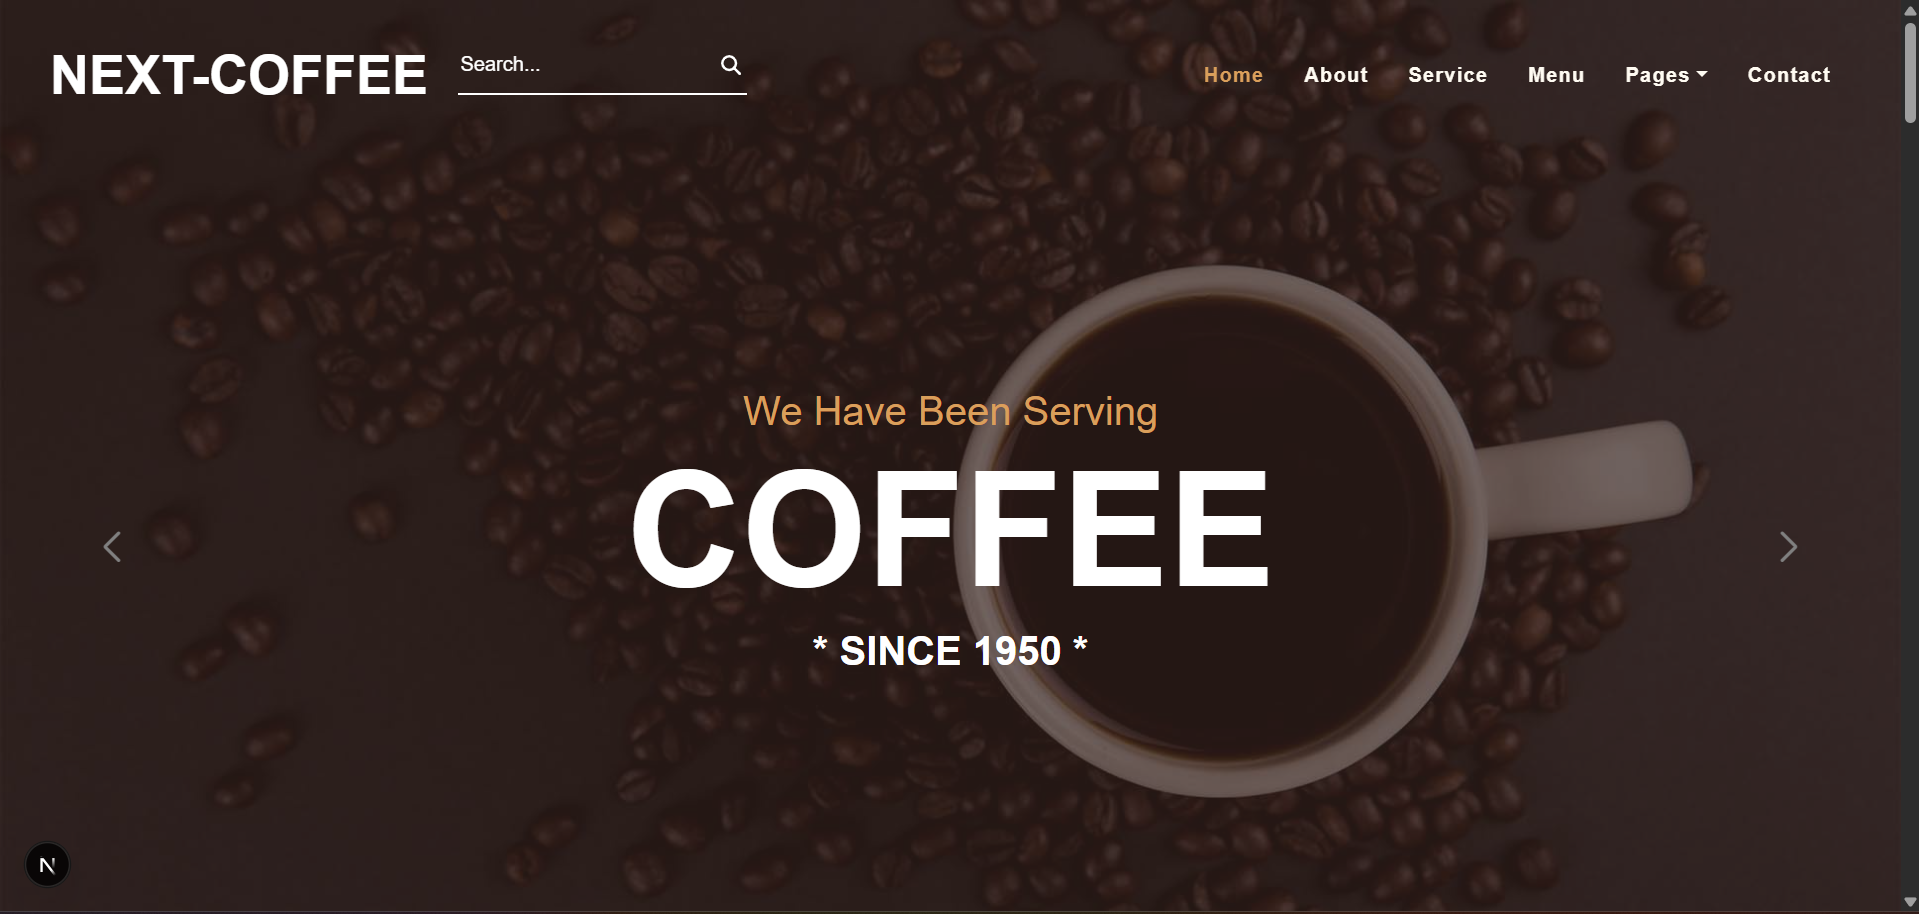 NEXT-COFFEE
Search...
Home About Service Menu Pages Contact
We Have Been Serving
COFFEE
* SINCE 1950 *
N